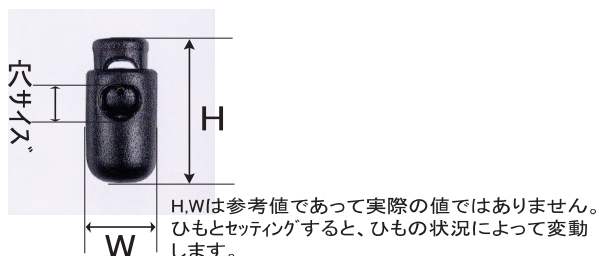 穴サイズ
H
W
H,Wは参考値であって実際の値ではありません。
ひもとｾｯﾃｨﾝｸﾞすると、ひもの状況によって変動
します。